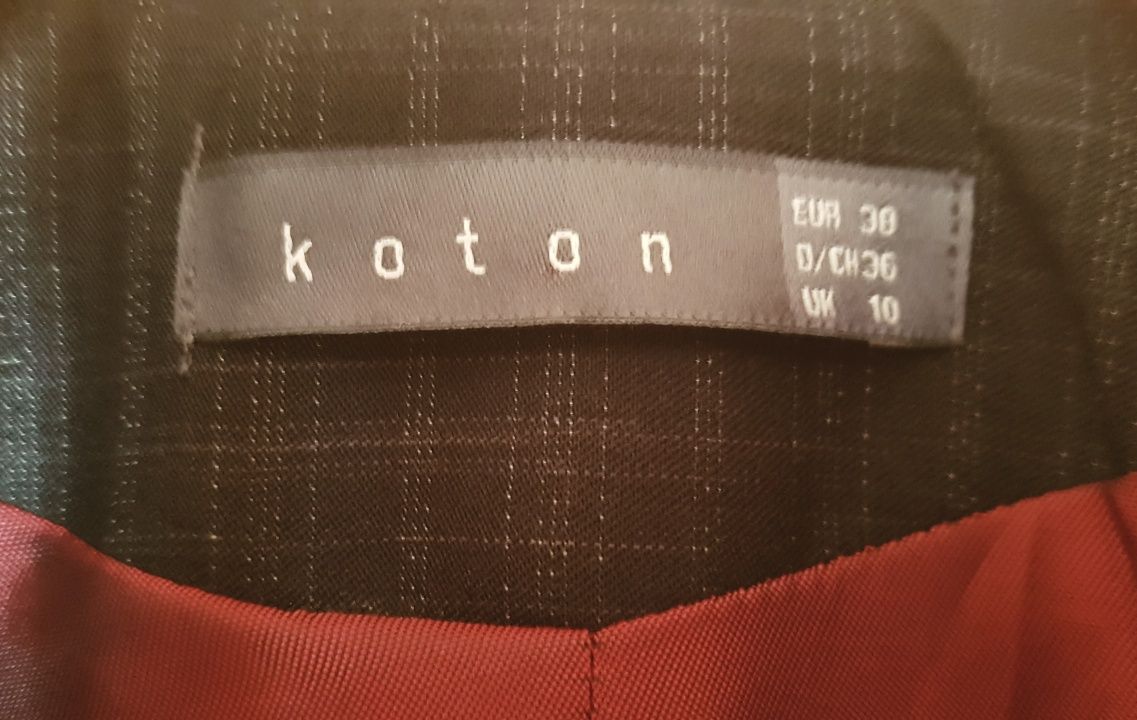 koton
EUR 38
D/CH36
UK 10